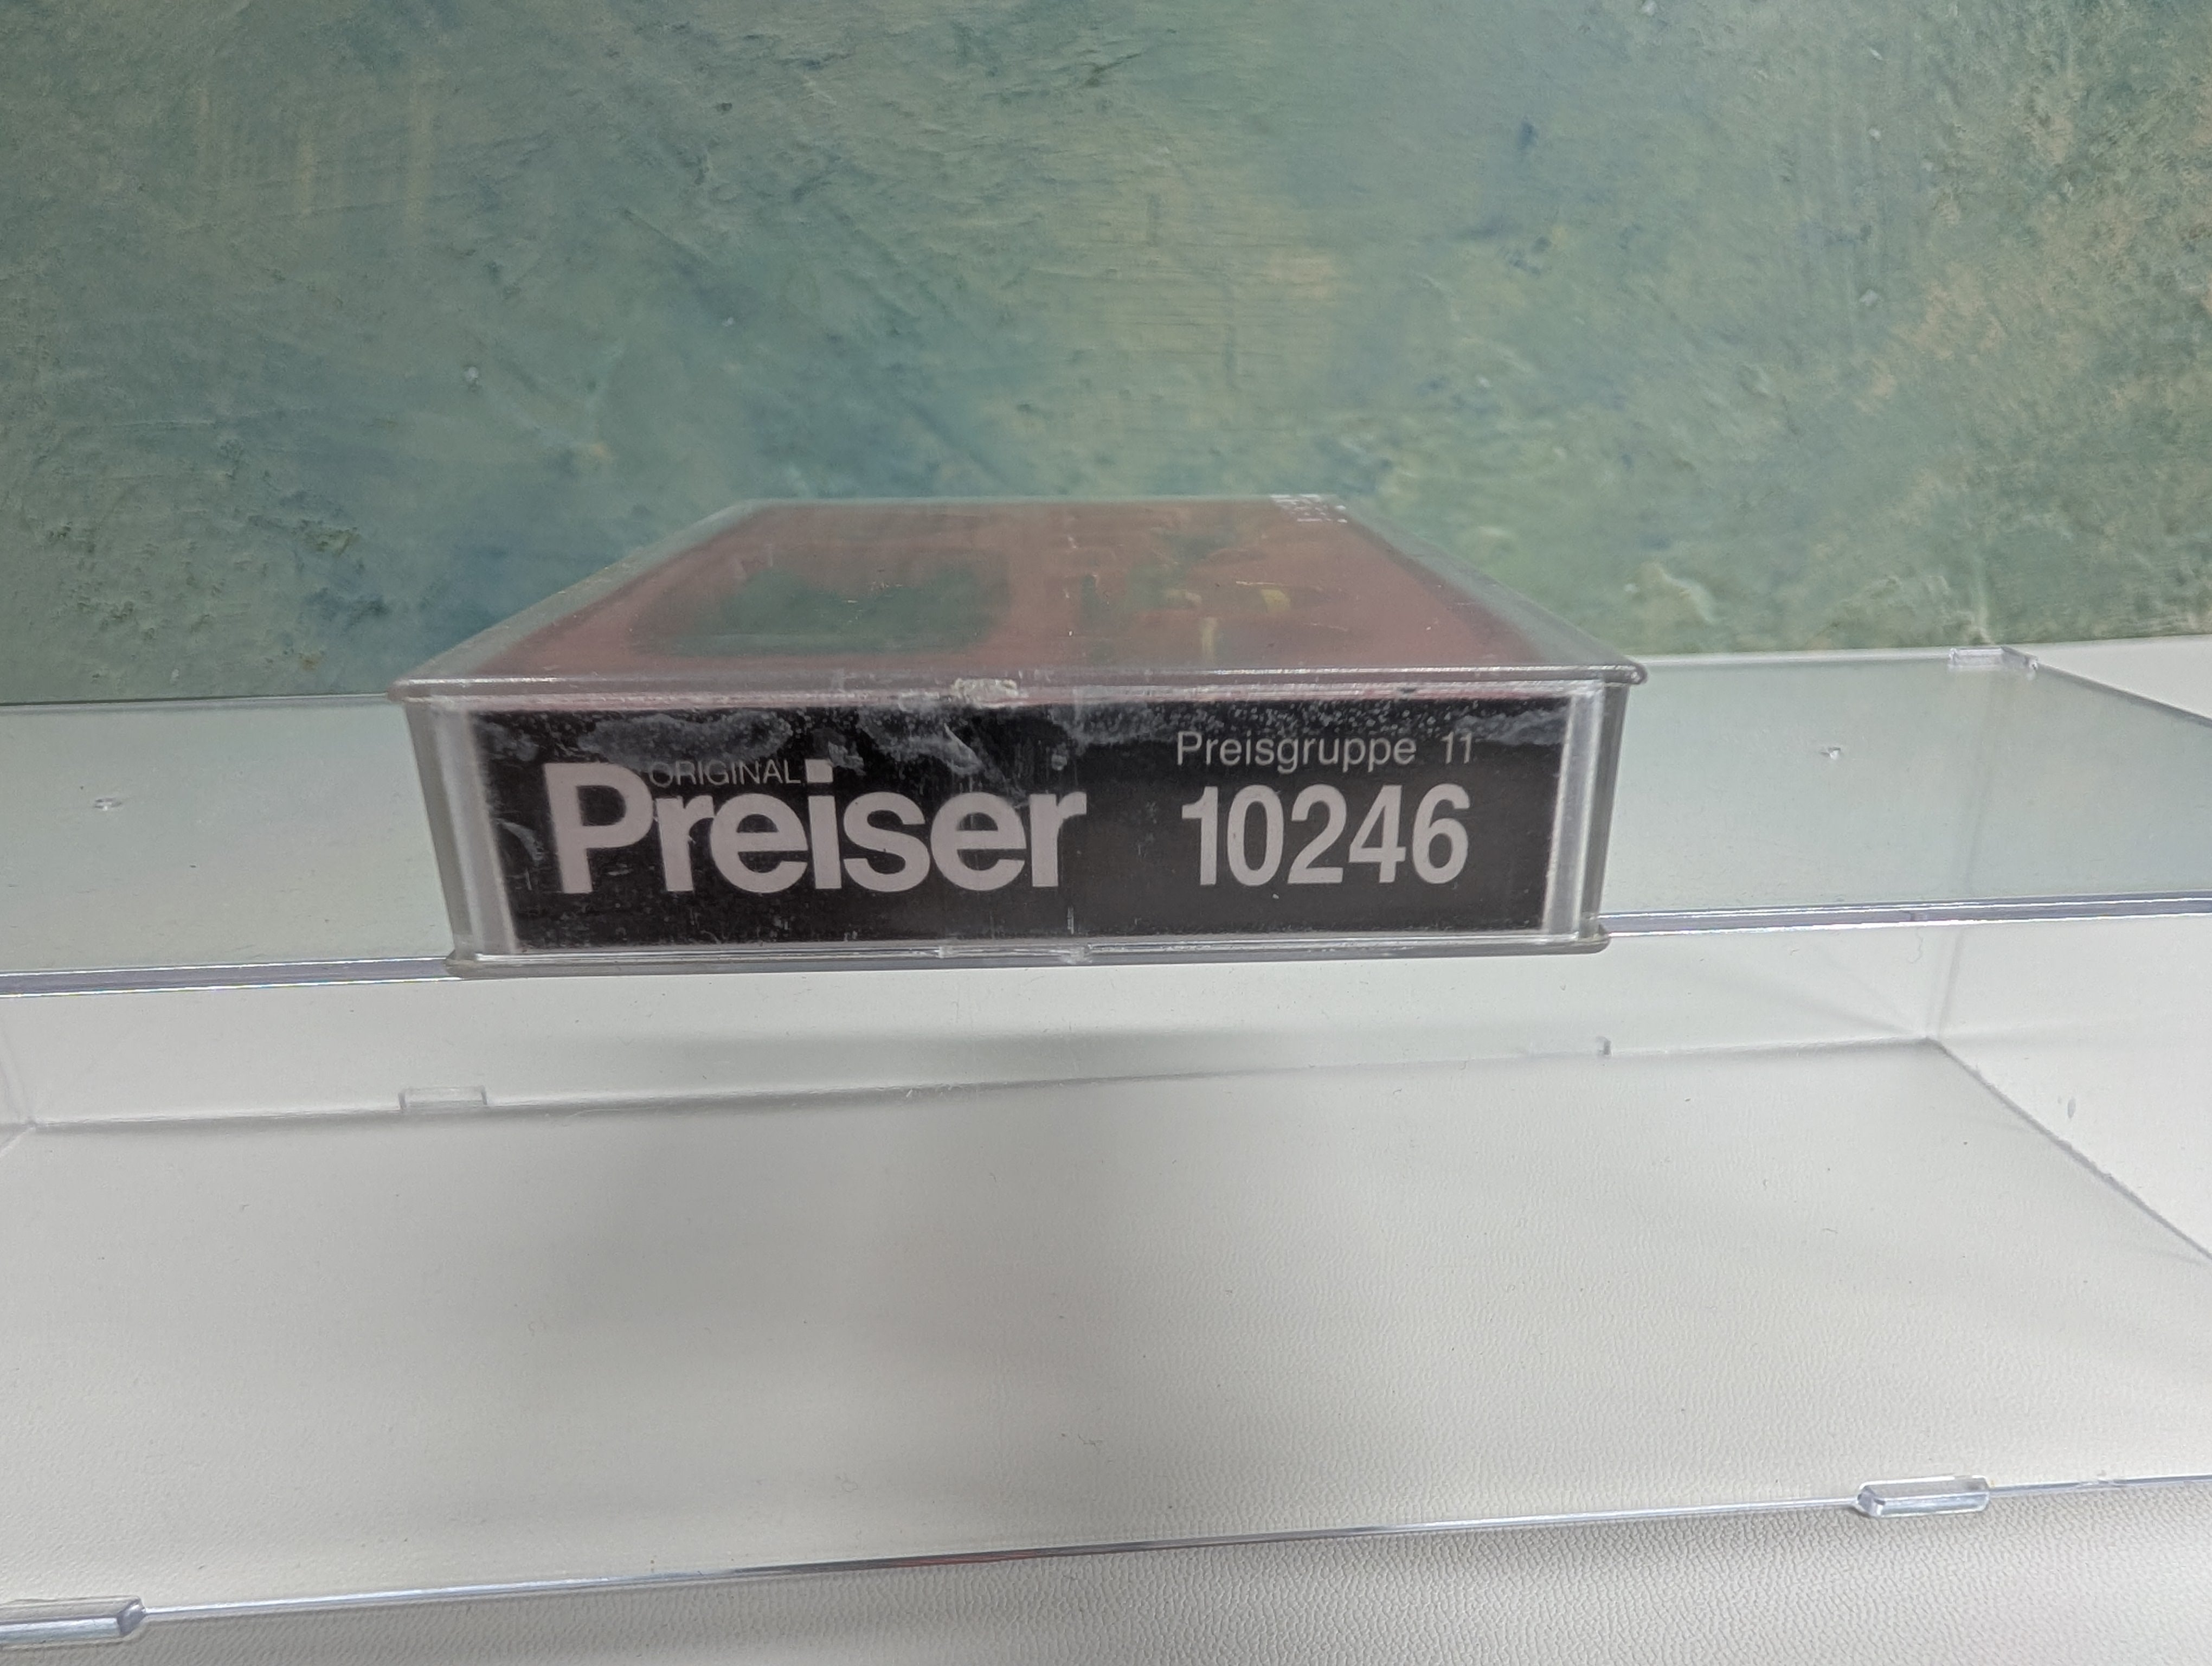 ORIGINAL
Preiser
Preisgruppe 11
10246